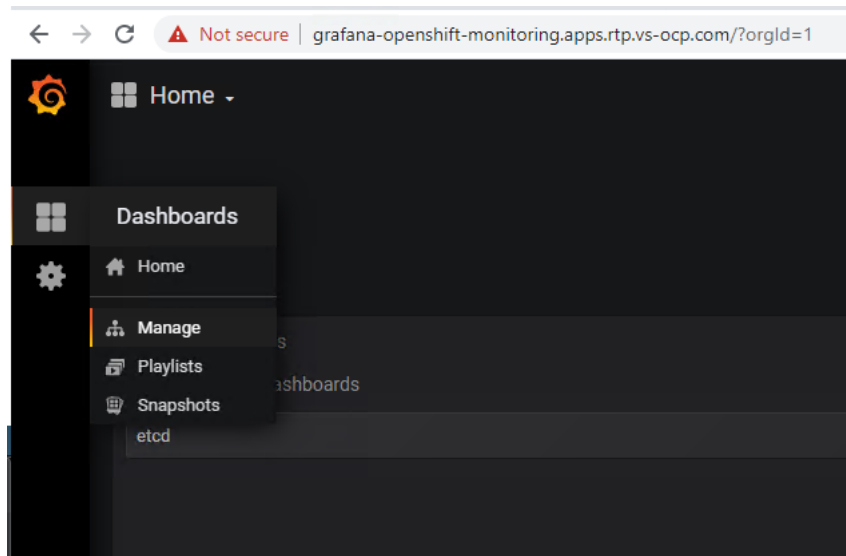 Not secure | grafana-openshift-monitoring.apps.rtp.vs-ocp.com/?orgId=1
Home
Dashboards
Home
Manage
s
Playlists
ashboards
Snapshots
etcd